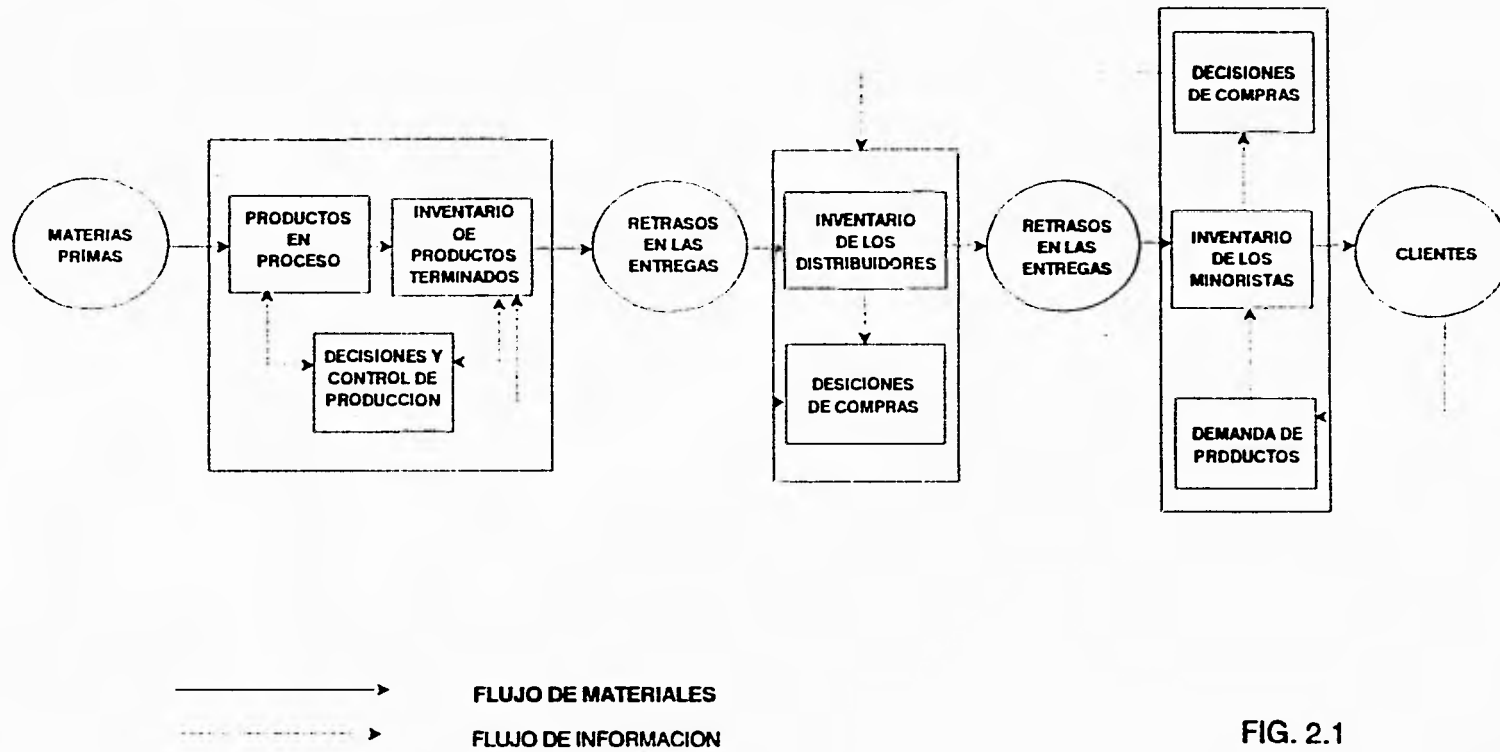 MATERIAS
PRIMAS
PRODUCTOS
EN
PROCESO
INVENTARIO
DE
PRODUCTOS
TERMINADOS
DECISIONES Y
CONTROL DE
PRODUCCION
RETRASOS
EN LAS
ENTREGAS
INVENTARIO
DE LOS
DISTRIBUIDORES
DESICIONES
DE COMPRAS
RETRASOS
EN LAS
ENTREGAS
DECISIONES
DE COMPRAS
INVENTARIO
DE LOS
MINORISTAS
DEMANDA DE
PRODUCTOS
CLIENTES
FLUJO DE MATERIALES
FLUJO DE INFORMACION
FIG. 2.1